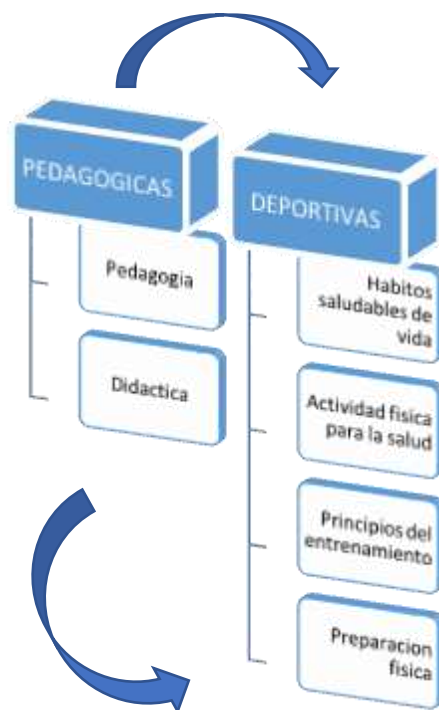 PEDAGOGICAS
Pedagogia
Didactica
DEPORTIVAS
Habitos
saludables de
vida
Actividad fisica
para la salud
Principios del
entrenamiento
Preparacion
fisica